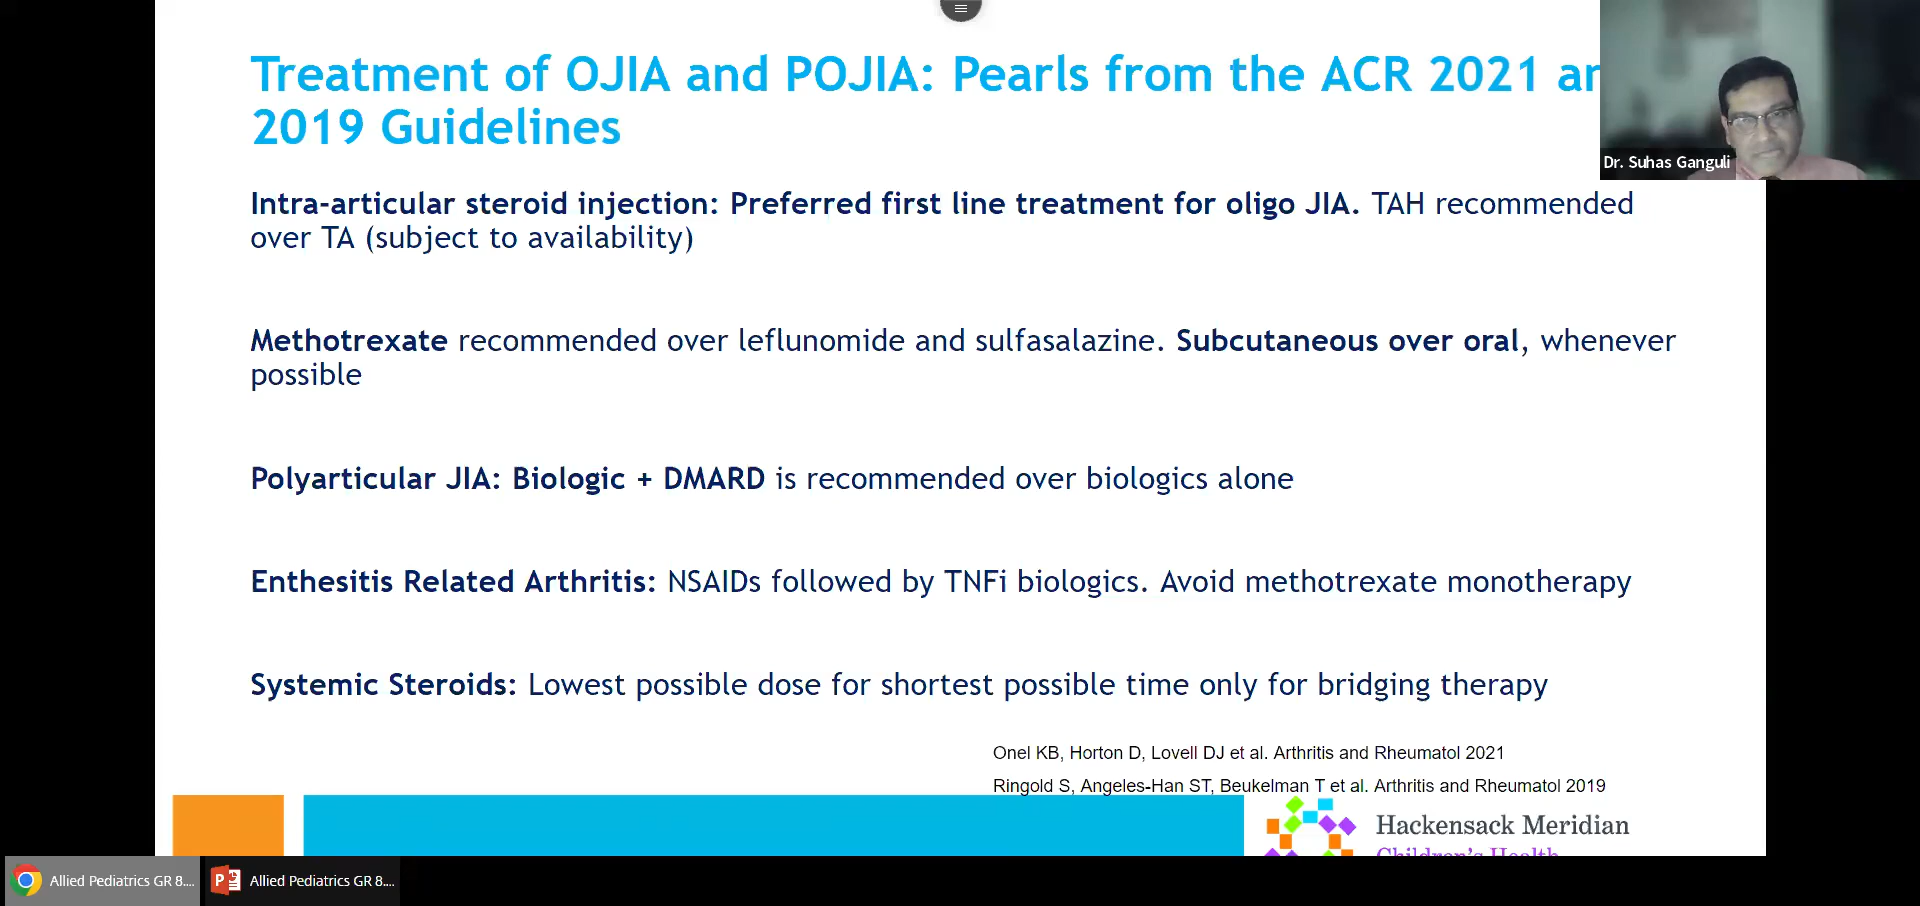 Treatment of OJIA and POJIA: Pearls from the ACR 2021
2019 Guidelines
Dr. Suhas Ganguli
Intra-articular steroid injection: Preferred first line treatment for oligo JIA. TAH recommended
over TA (subject to availability)
Methotrexate recommended over leflunomide and sulfasalazine. Subcutaneous over oral, whenever
possible
Polyarticular JIA: Biologic + DMARD is recommended over biologics alone
Enthesitis Related Arthritis: NSAIDs followed by TNFi biologics. Avoid methotrexate monotherapy
Systemic Steroids: Lowest possible dose for shortest possible time only for bridging therapy
Onel KB, Horton D, Lovell DJ et al. Arthritis and Rheumatol 2021
Ringold S, Angeles-Han ST, Beukelman T et al. Arthritis and Rheumatol 2019
Hackensack Meridian
Children's Health
Allied Pediatrics GR 8....
Allied Pediatrics GR 8....